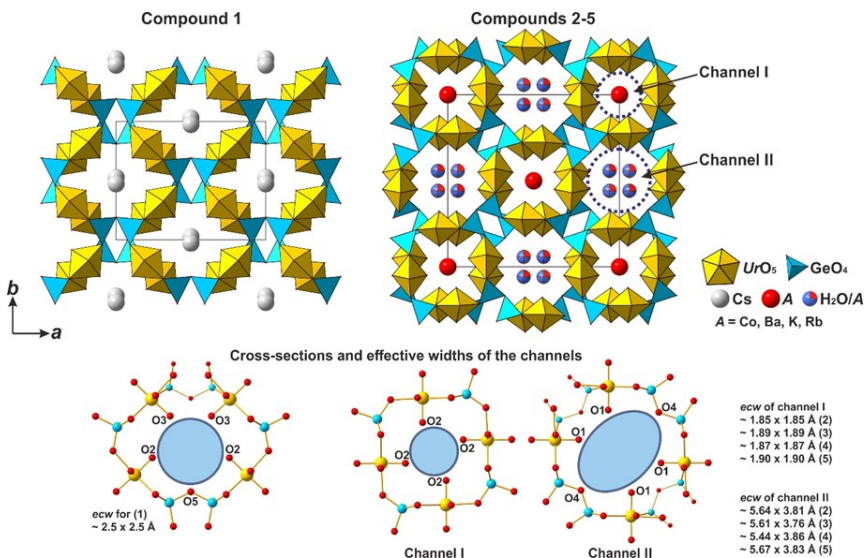 Compound 1
Compounds 2-5
Channel I
Channel II
b
a
UrO₅
GeO₄
Cs
A
H₂O/A
A = Co, Ba, K, Rb
Cross-sections and effective widths of the channels
O3
O3
O2
O2
O5
ecw for (1)
~ 2.5 x 2.5 Å
O2
O2
O2
O2
Channel I
O1
O4
O1
O1
O4
O1
Channel II
ecw of channel I
~ 1.85 x 1.85 Å (2)
~ 1.89 x 1.89 Å (3)
~ 1.87 x 1.87 Å (4)
~ 1.90 x 1.90 Å (5)
ecw of channel II
~ 5.64 x 3.81 Å (2)
~ 5.61 x 3.76 Å (3)
~ 5.44 x 3.86 Å (4)
~ 5.67 x 3.83 Å (5)